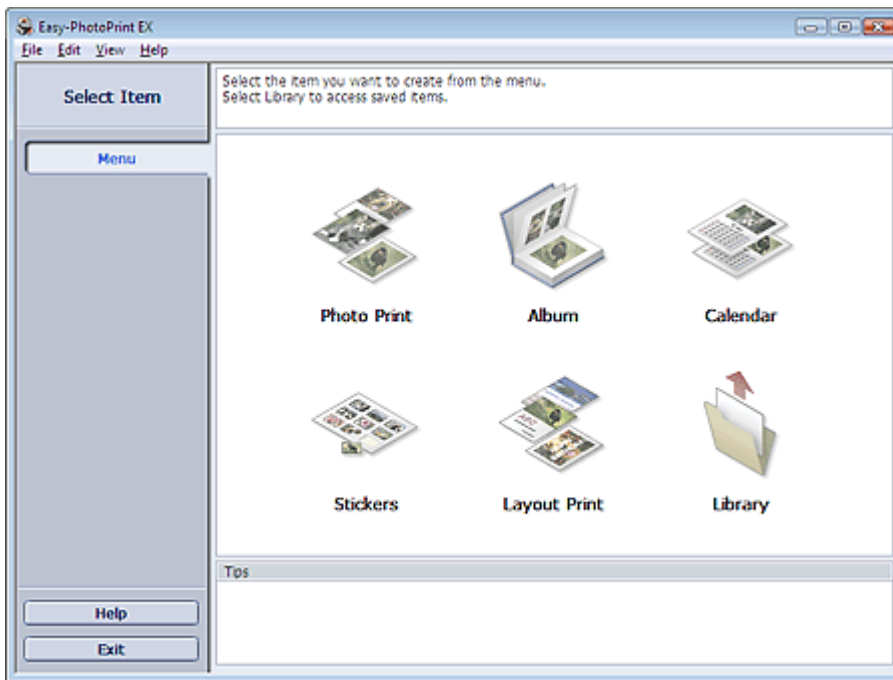 Easy-PhotoPrint EX
File Edit View Help
Select Item
Select the item you want to create from the menu.
Select Library to access saved items.
Menu
Photo Print
Album
Calendar
Stickers
Layout Print
Library
Tips
Help
Exit